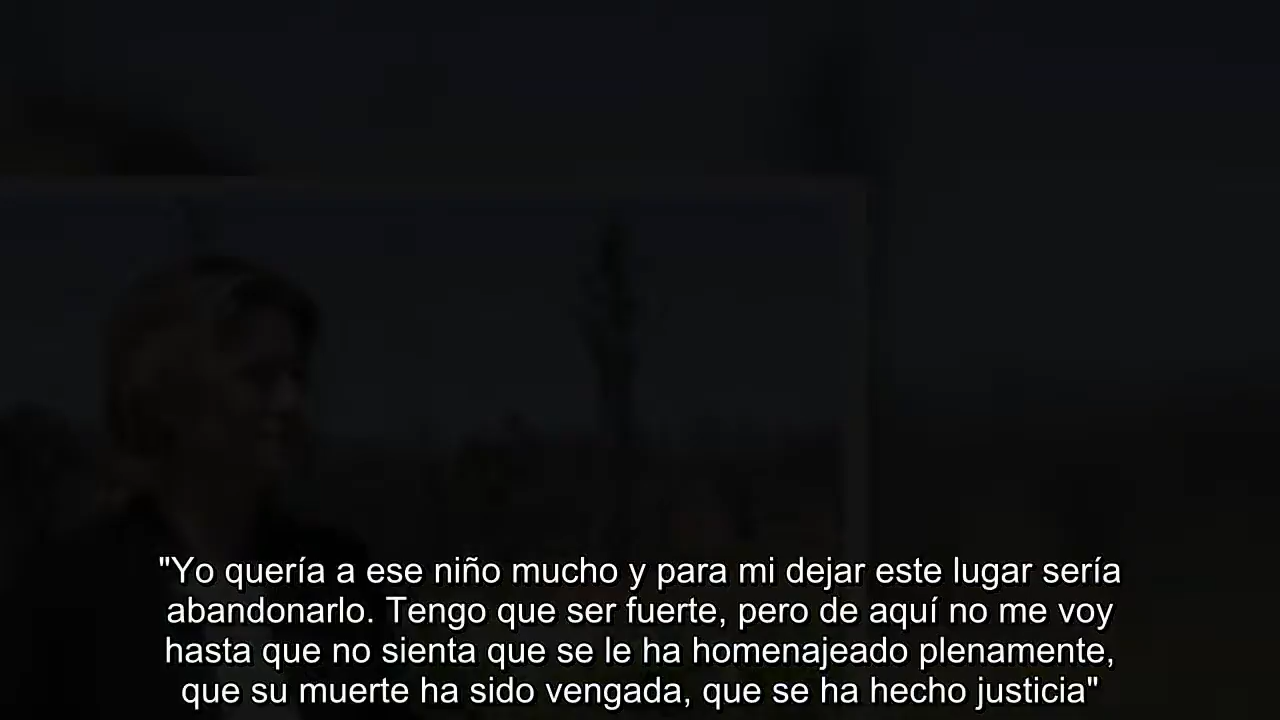 "Yo quería a ese niño mucho y para mi dejar este lugar sería
abandonarlo. Tengo que ser fuerte, pero de aquí no me voy
hasta que no sienta que se le ha homenajeado plenamente,
que su muerte ha sido vengada, que se ha hecho justicia"